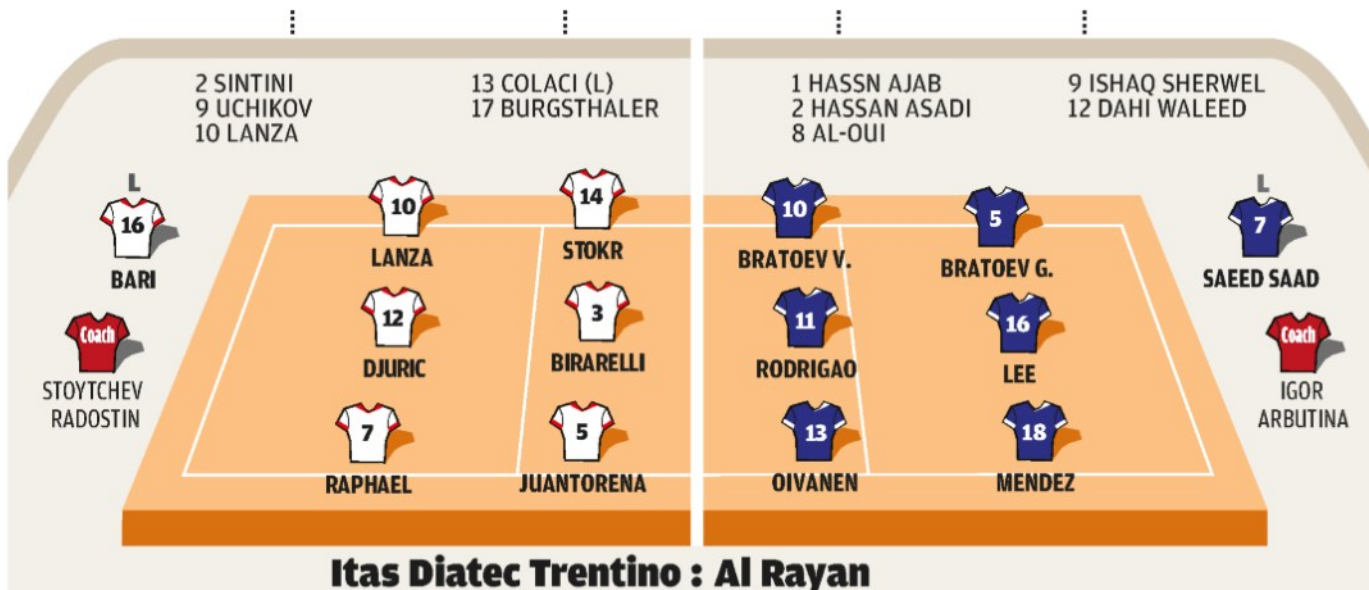 2 SINTINI
9 UCHIKOV
10 LANZA
13 COLACI (L)
17 BURGSTHALER
1 HASSN AJAB
2 HASSAN ASADI
8 AL-OUI
9 ISHAQ SHERWEL
12 DAHI WALEED
L
16
BARI
Coach
STOYTCHEV
RADOSTIN
10
LANZA
14
STOKR
12
DJURIC
3
BIRARELLI
7
RAPHAEL
5
JUANTORENA
10
BRATOEV V.
5
BRATOEV G.
11
RODRIGAO
16
LEE
13
OIVANEN
18
MENDEZ
L
7
SAEED SAAD
Coach
IGOR
ARBUTINA
Itas Diatec Trentino : Al Rayan